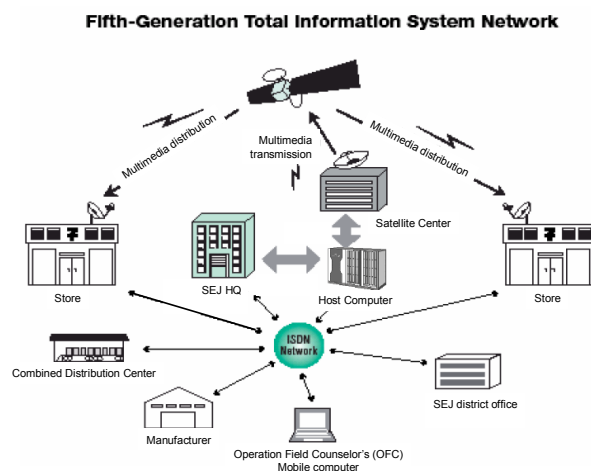 Fifth-Generation Total Information System Network
Multimedia distribution
Multimedia
transmission
Multimedia distribution
Satellite Center
Store
SEJ HQ
Host Computer
Store
ISDN
Network
Combined Distribution Center
SEJ district office
Manufacturer
Operation Field Counselor's (OFC)
Mobile computer